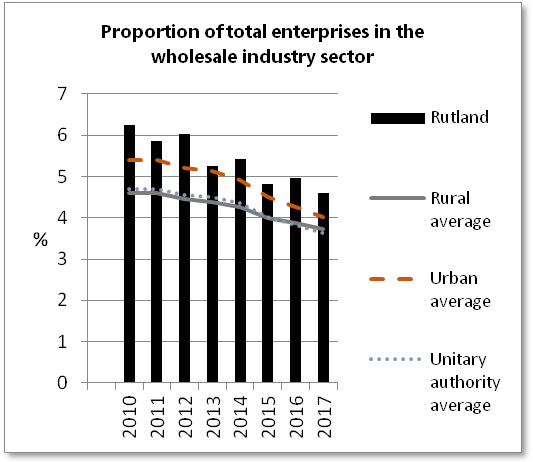 Proportion of total enterprises in the
wholesale industry sector
7
6
5
4
3
2
1
0
%
2010
2011
2012
2013
2014
2015
2016
2017
Rutland
Rural
average
Urban
average
Unitary
authority
average